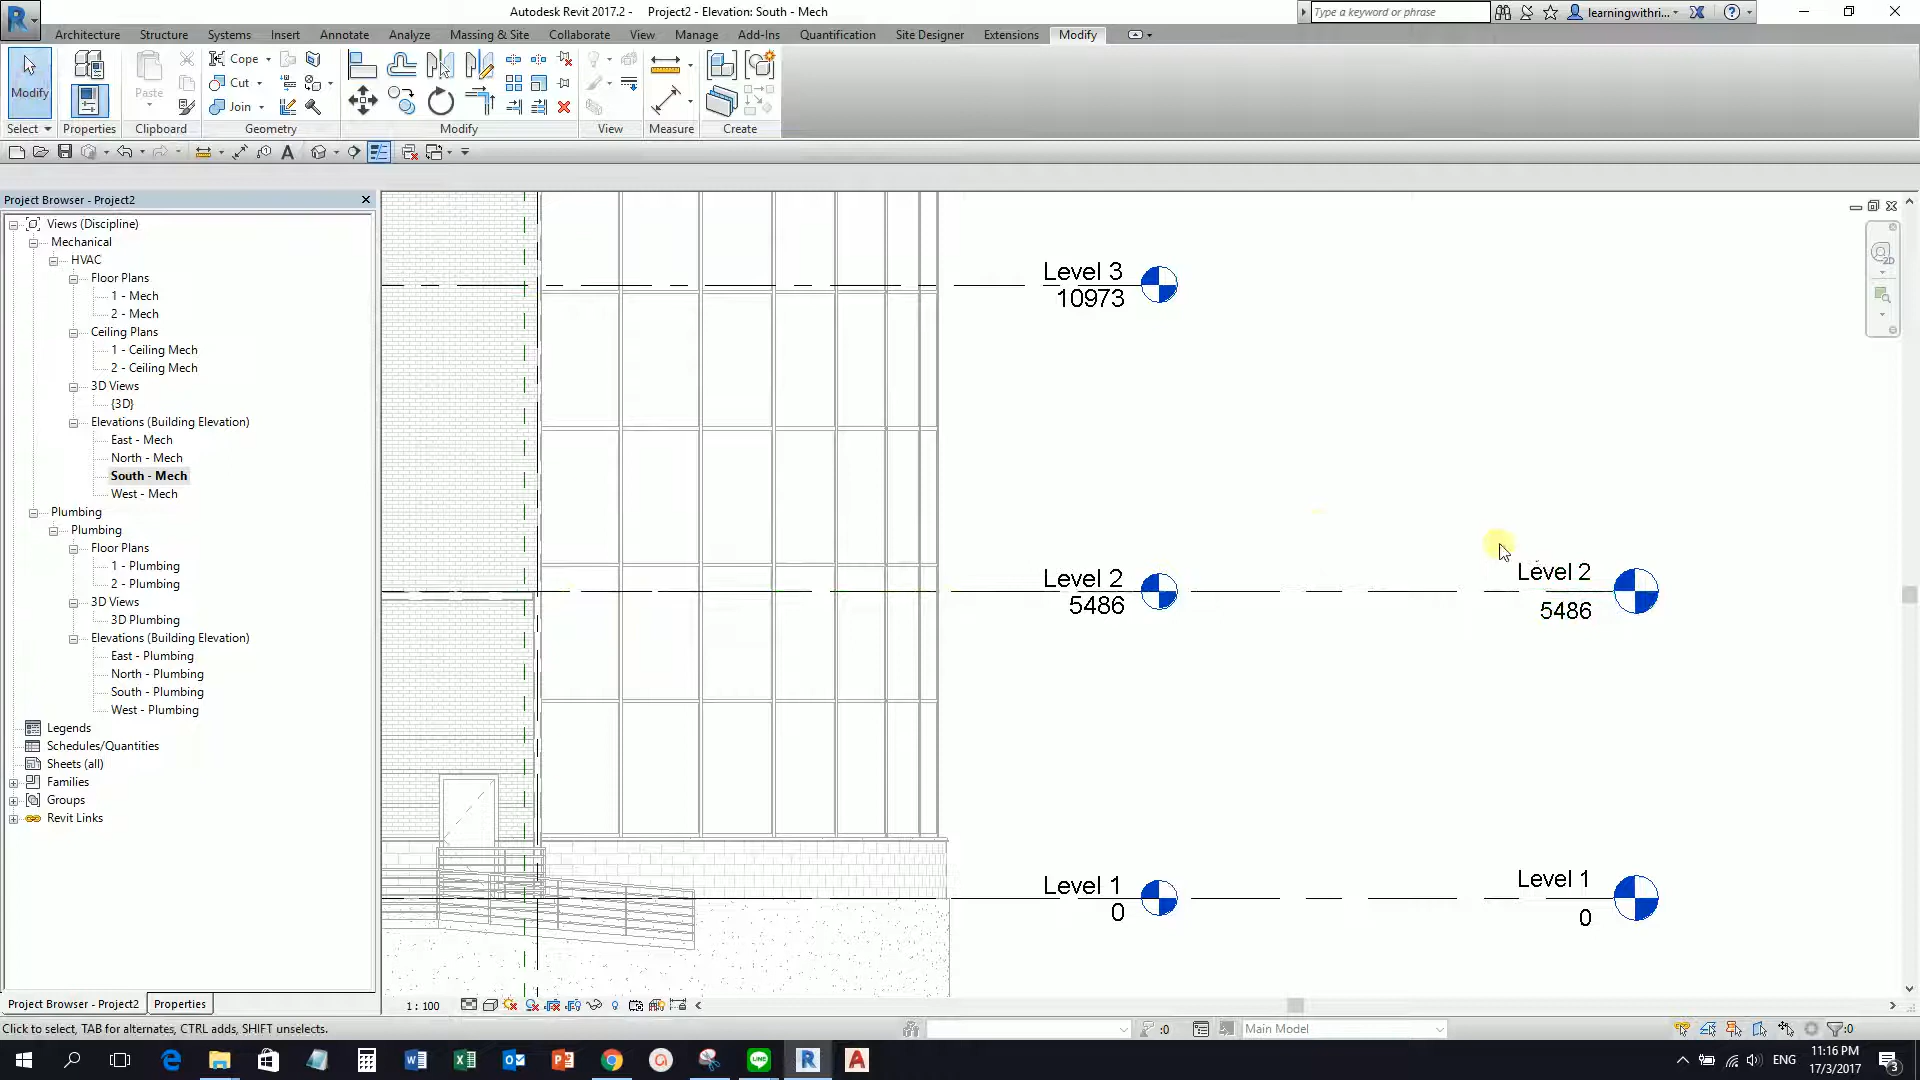 Autodesk Revit 2017.2 -     Project2 - Elevation: South - Mech
Type a keyword or phrase
learningwithri...
Architecture Structure Systems Insert Annotate Analyze Massing & Site Collaborate View Manage Add-Ins Quantification Site Designer Extensions Modify
Modify
Select
Properties
Paste
Clipboard
Cope
Cut
Join
Geometry
Modify
View
Measure
Create
Project Browser - Project2
Views (Discipline)
Mechanical
HVAC
Floor Plans
1 - Mech
2 - Mech
Ceiling Plans
1 - Ceiling Mech
2 - Ceiling Mech
3D Views
{3D}
Elevations (Building Elevation)
East - Mech
North - Mech
South - Mech
West - Mech
Plumbing
Plumbing
Floor Plans
1 - Plumbing
2 - Plumbing
3D Views
3D Plumbing
Elevations (Building Elevation)
East - Plumbing
North - Plumbing
South - Plumbing
West - Plumbing
Legends
Schedules/Quantities
Sheets (all)
Families
Groups
Revit Links
Project Browser - Project2 Properties
Level 3
10973
Level 2
5486
Level 2
5486
Level 1
0
Level 1
0
2D
1 : 100
Click to select, TAB for alternates, CTRL adds, SHIFT unselects.
:0
Main Model
:0
ENG
11:16 PM
17/3/2017
3